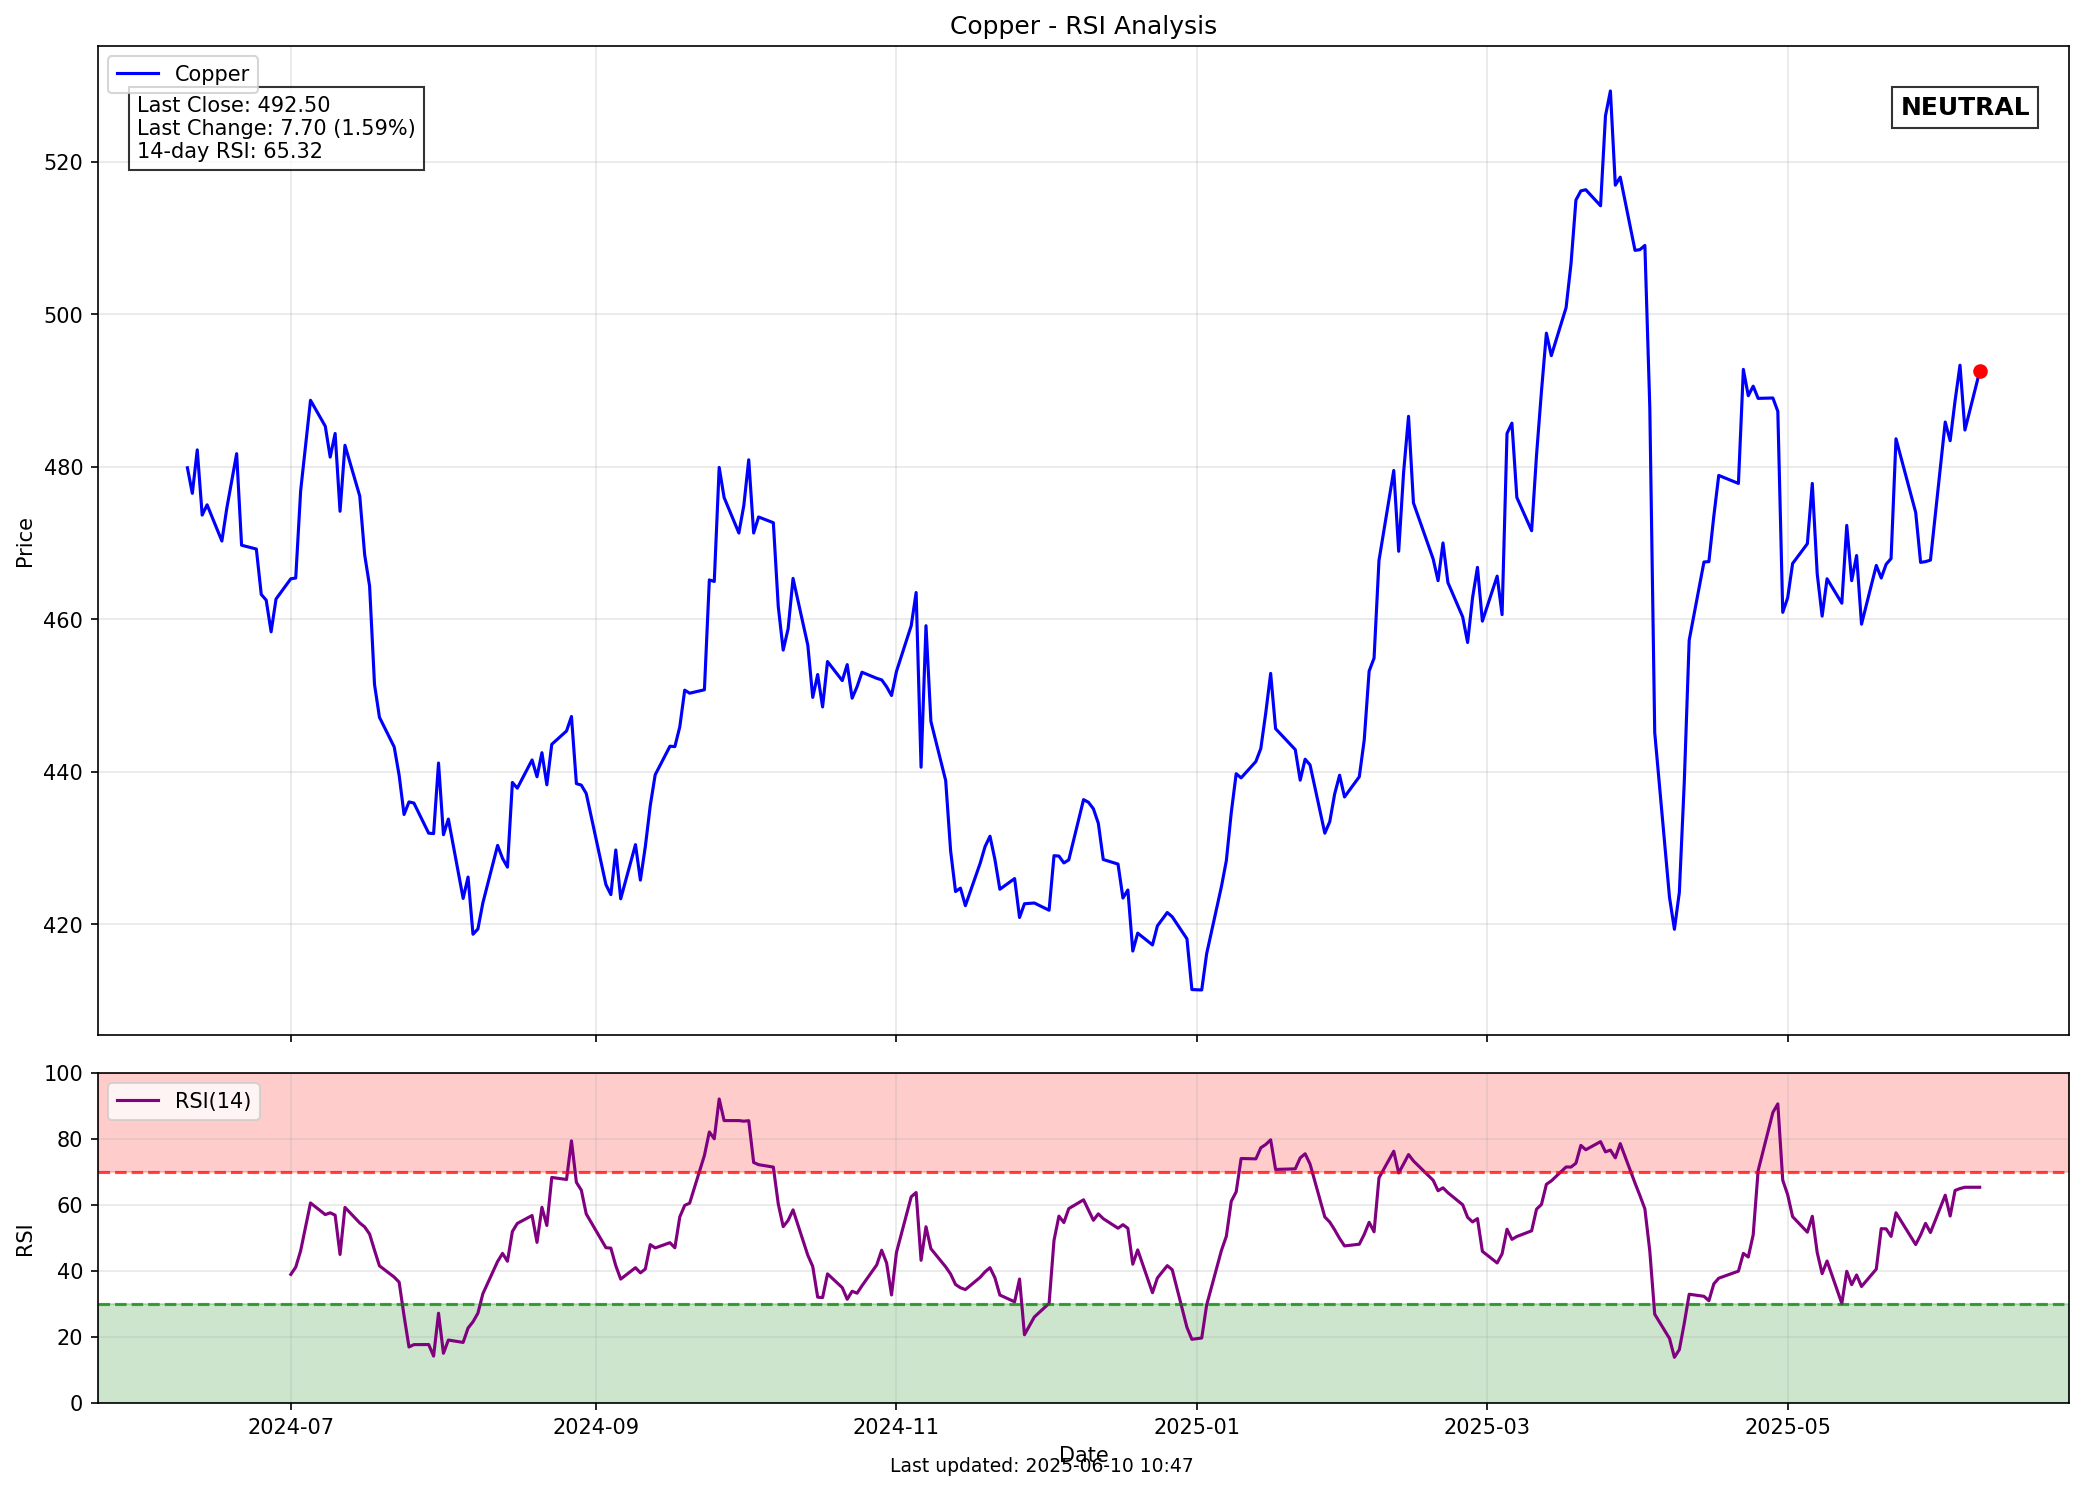 Copper - RSI Analysis
Copper
Last Close: 492.50
Last Change: 7.70 (1.59%)
14-day RSI: 65.32
NEUTRAL
520
500
480
460
440
420
Price
100
80
60
40
20
0
RSI
RSI(14)
2024-07
2024-09
2024-11
2025-01
2025-03
2025-05
Date
Last updated: 2025-06-10 10:47